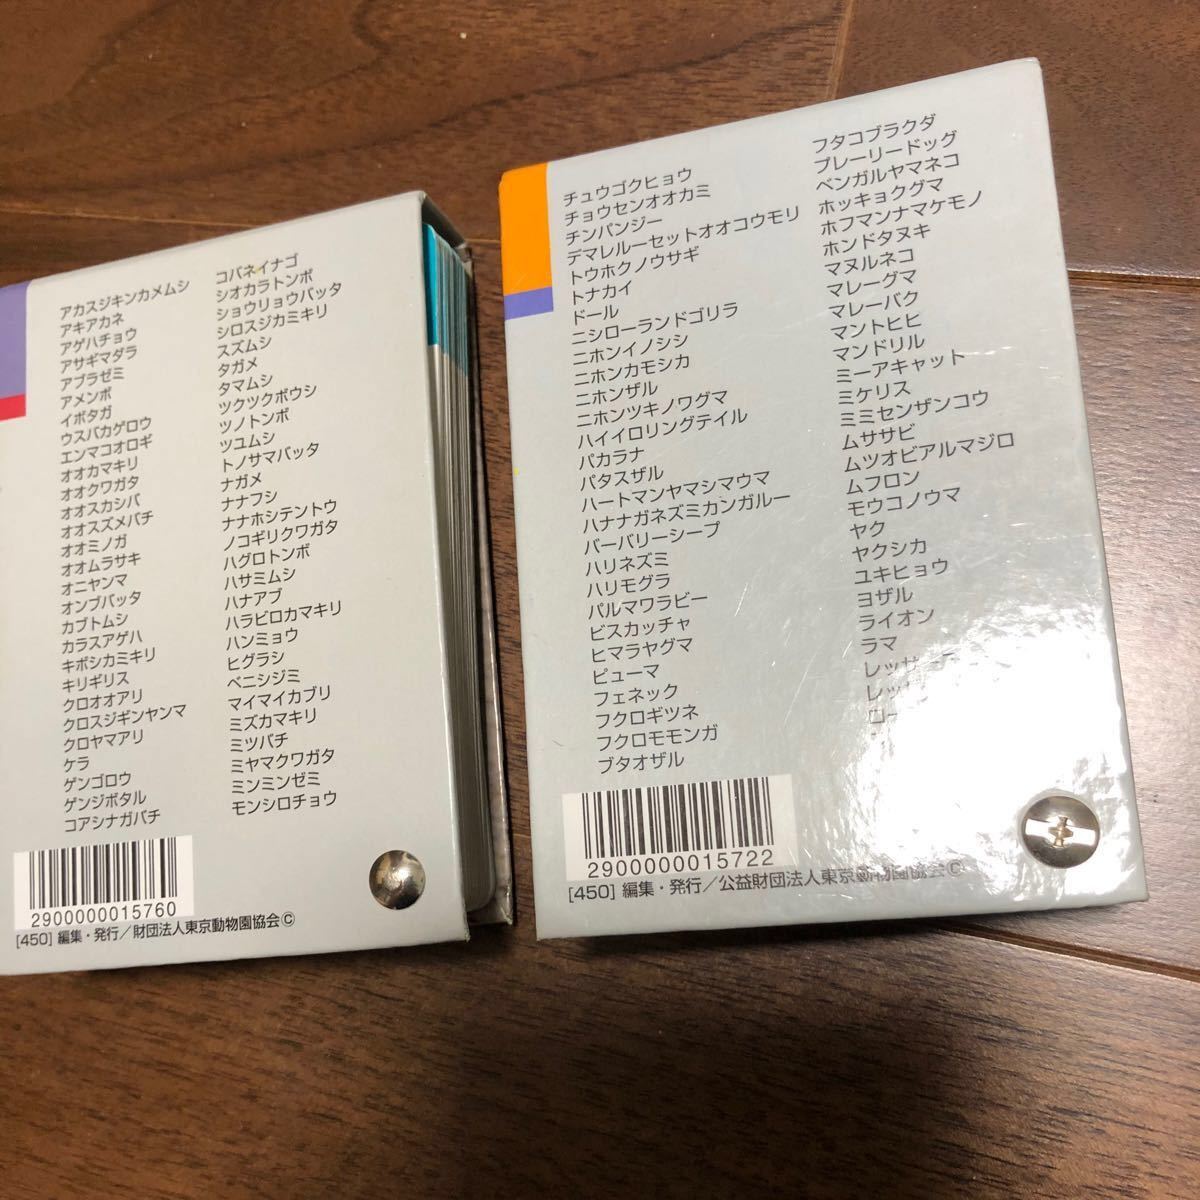 アカスジキンカメムシ
アキアカネ
アゲハチョウ
アサギマダラ
アブラゼミ
アメンボ
イボタガ
ウスバカゲロウ
エンマコオロギ
オオカマキリ
オオクワガタ
オオスカシバ
オオスズメバチ
オオミノガ
オオムラサキ
オニヤンマ
オンブバッタ
カブトムシ
カラスアゲハ
キボシカミキリ
キリギリス
クロオオアリ
クロスジギンヤンマ
クロヤマアリ
ケラ
ゲンゴロウ
ゲンジボタル
コアシナガバチ
コバネイナゴ
シオカラトンボ
ショウリョウバッタ
シロスジカミキリ
スズムシ
タガメ
タマムシ
ツクツクボウシ
ツノトンボ
ツユムシ
トノサマバッタ
ナガメ
ナナフシ
ナナホシテントウ
ノコギリクワガタ
ハグロトンボ
ハサミムシ
ハナアブ
ハラビロカマキリ
ハンミョウ
ヒグラシ
ベニシジミ
マイマイカブリ
ミズカマキリ
ミツバチ
ミヤマクワガタ
ミンミンゼミ
モンシロチョウ
2900000015760
[450] 編集・発行／財団法人東京動物園協会©
チュウゴクヒョウ
チョウセンオオカミ
チンパンジー
デマレルーセットオオコウモリ
トウホクノウサギ
トナカイ
ドール
ニシローランドゴリラ
ニホンイノシシ
ニホンカモシカ
ニホンザル
ニホンツキノワグマ
ハイイロリングテイル
パカラナ
パタスザル
ハートマンヤマシマウマ
ハナナガネズミカンガルー
バーバリーシープ
ハリネズミ
ハリモグラ
パルマワラビー
ビスカッチャ
ヒマラヤグマ
ピューマ
フェネック
フクロギツネ
フクロモモンガ
ブタオザル
フタコブラクダ
プレーリードッグ
ベンガルヤマネコ
ホッキョクグマ
ホフマンナマケモノ
ホンドタヌキ
マヌルネコ
マレーグマ
マレーバク
マントヒヒ
マンドリル
ミーアキャット
ミケリス
ミミセンザンコウ
ムササビ
ムツオビアルマジロ
ムフロン
モウコノウマ
ヤク
ヤクシカ
ユキヒョウ
ヨザル
ライオン
ラマ
2900000015722
[450] 編集・発行／公益財団法人東京動物園協会©